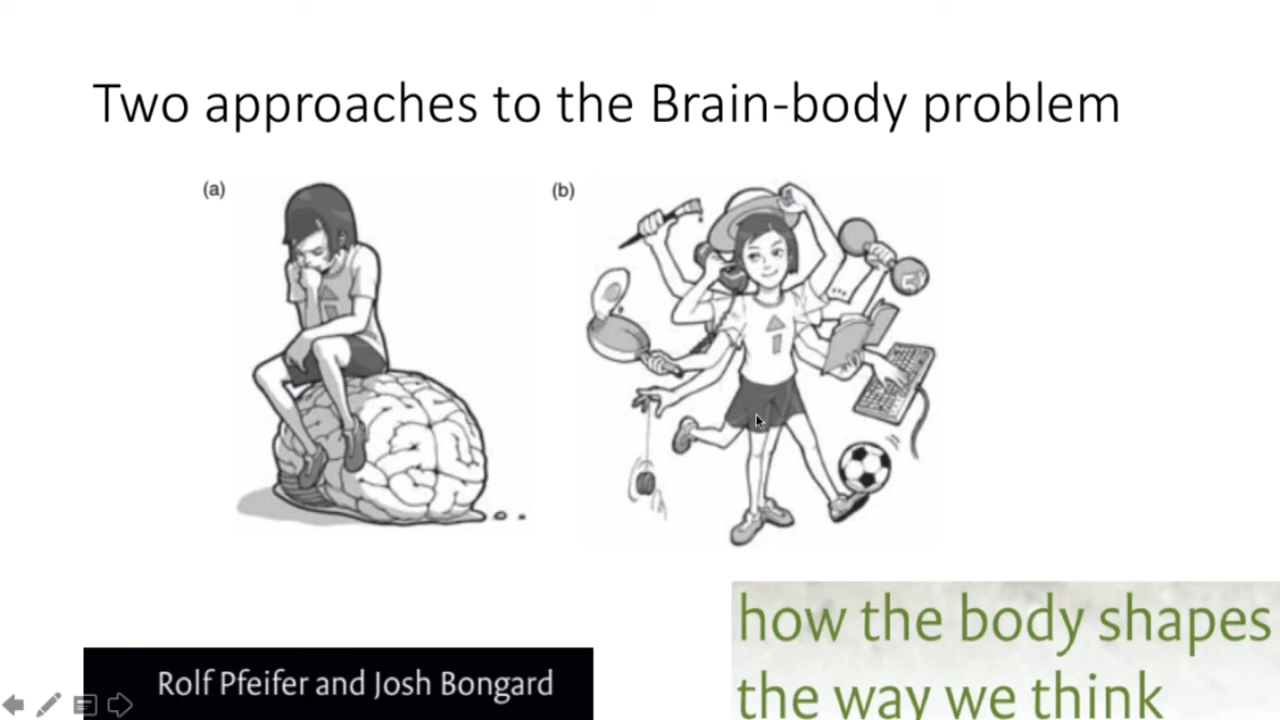 Two approaches to the Brain-body problem
(a)
(b)
how the body shapes
the way we think
Rolf Pfeifer and Josh Bongard